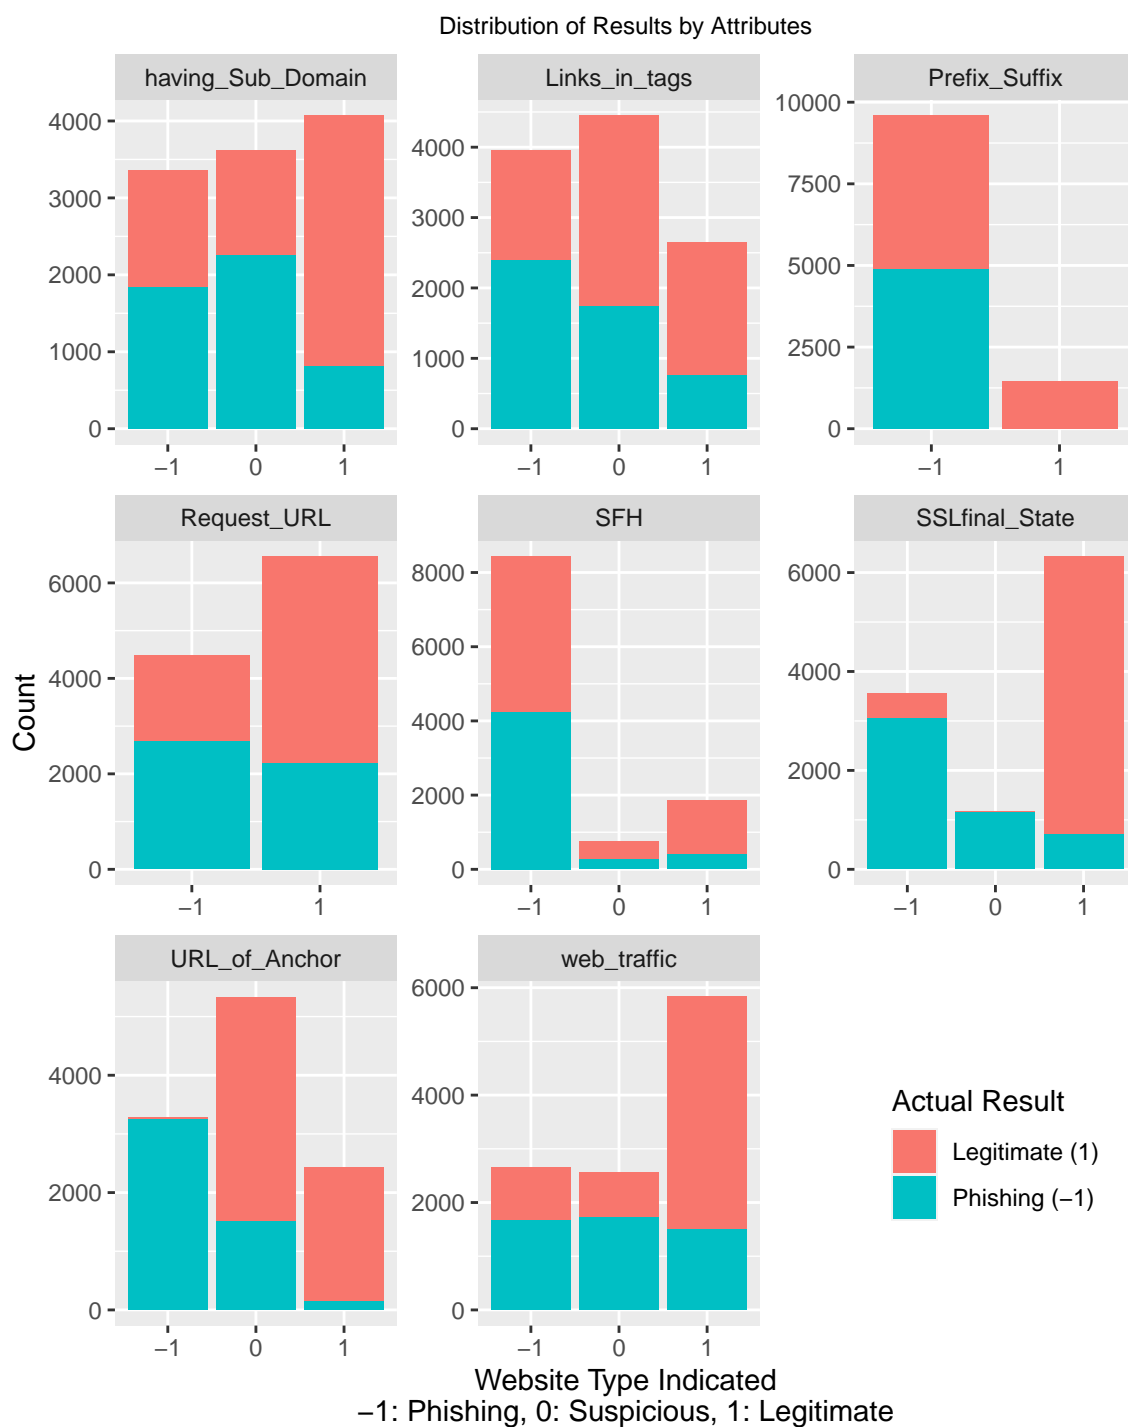 Distribution of Results by Attributes
having_Sub_Domain
4000
3000
2000
1000
0
−1 0 1
Links_in_tags
4000
3000
2000
1000
0
−1 0 1
Prefix_Suffix
10000
7500
5000
2500
0
−1 1
Request_URL
6000
4000
2000
0
−1 1
SFH
8000
6000
4000
2000
0
−1 0 1
SSLfinal_State
6000
4000
2000
0
−1 0 1
URL_of_Anchor
4000
2000
0
−1 0 1
web_traffic
6000
4000
2000
0
−1 0 1
Count
Website Type Indicated
−1: Phishing, 0: Suspicious, 1: Legitimate
Actual Result
Legitimate (1)
Phishing (−1)